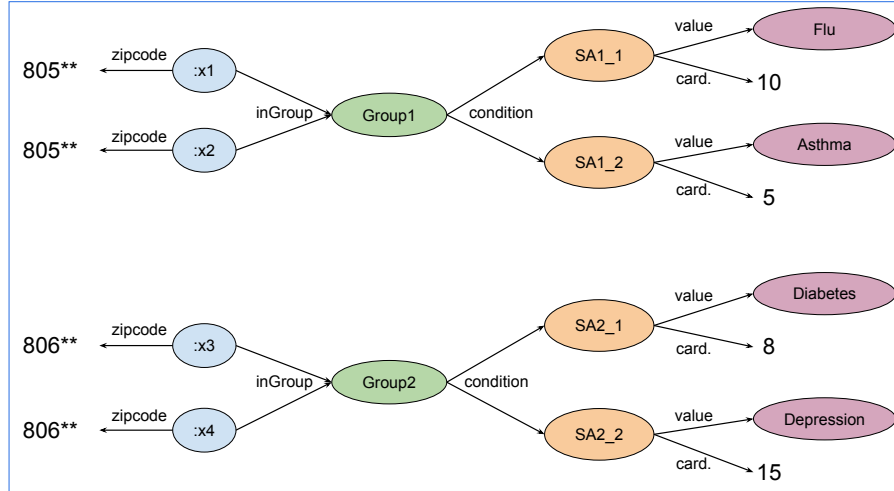 value
Flu
zipcode
SA1_1
805**
:x1
card.
10
inGroup
Group1
condition
zipcode
value
805**
:x2
SA1_2
Asthma
card.
5
value
Diabetes
zipcode
SA2_1
806**
:x3
card.
8
inGroup
Group2
condition
zipcode
value
806**
:x4
SA2_2
Depression
card.
15